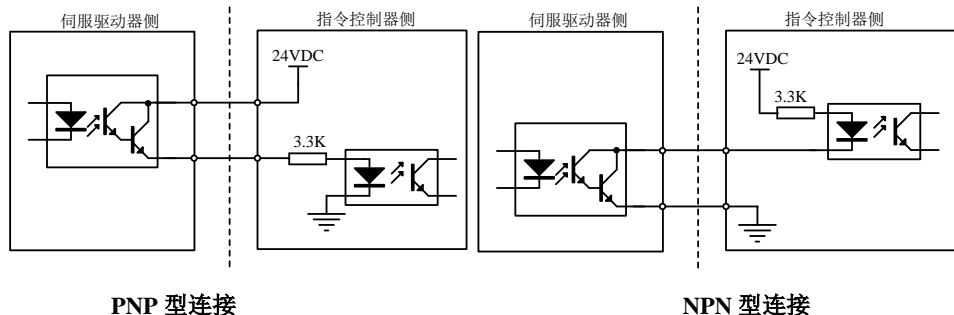 伺服驱动器侧
指令控制器侧
24VDC
3.3K
PNP 型连接
伺服驱动器侧
指令控制器侧
24VDC
3.3K
NPN 型连接